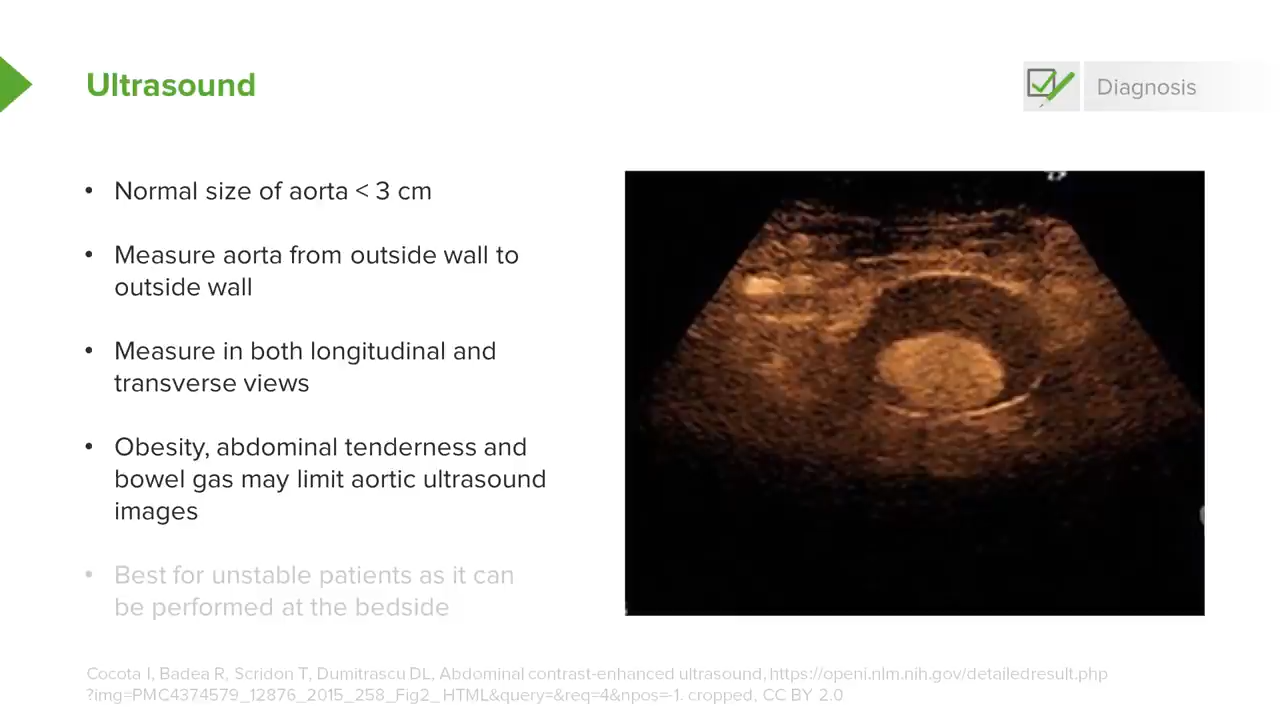 Ultrasound
Diagnosis
• Normal size of aorta < 3 cm
• Measure aorta from outside wall to
outside wall
• Measure in both longitudinal and
transverse views
• Obesity, abdominal tenderness and
bowel gas may limit aortic ultrasound
images
• Best for unstable patients as it can
be performed at the bedside
Cocota I, Badea R, Scridon T, Dumitrascu DL, Abdominal contrast-enhanced ultrasound, https://openi.nlm.nih.gov/detailedresult.php
?img=PMC4374579_12876_2015_258_Fig2_HTML&query=&req=4&npos=-1. cropped, CC BY 2.0